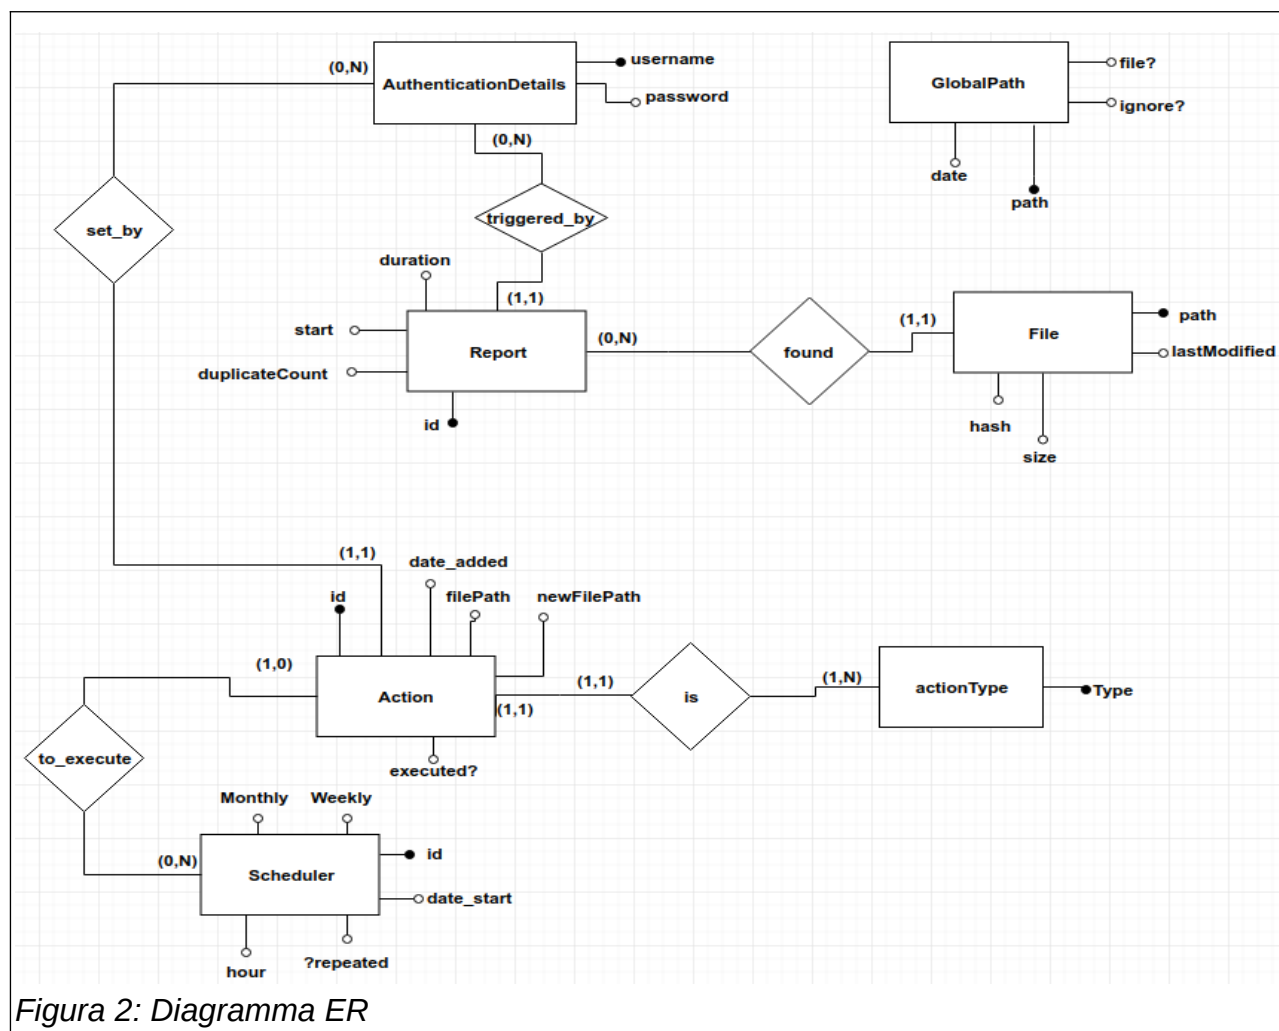 (0,N)
AuthenticationDetails
username
password
GlobalPath
file?
ignore?
date
path
(0,N)
set_by
triggered_by
duration
(1,1)
start
duplicateCount
Report
id
(0,N)
found
(1,1)
File
path
lastModified
hash
size
(1,1)
date_added
id
filePath
newFilePath
(1,0)
Action
(1,1)
(1,1)
is
(1,N)
actionType
Type
executed?
to_execute
Monthly
Weekly
(0,N)
Scheduler
id
date_start
hour
?repeated
Figura 2: Diagramma ER